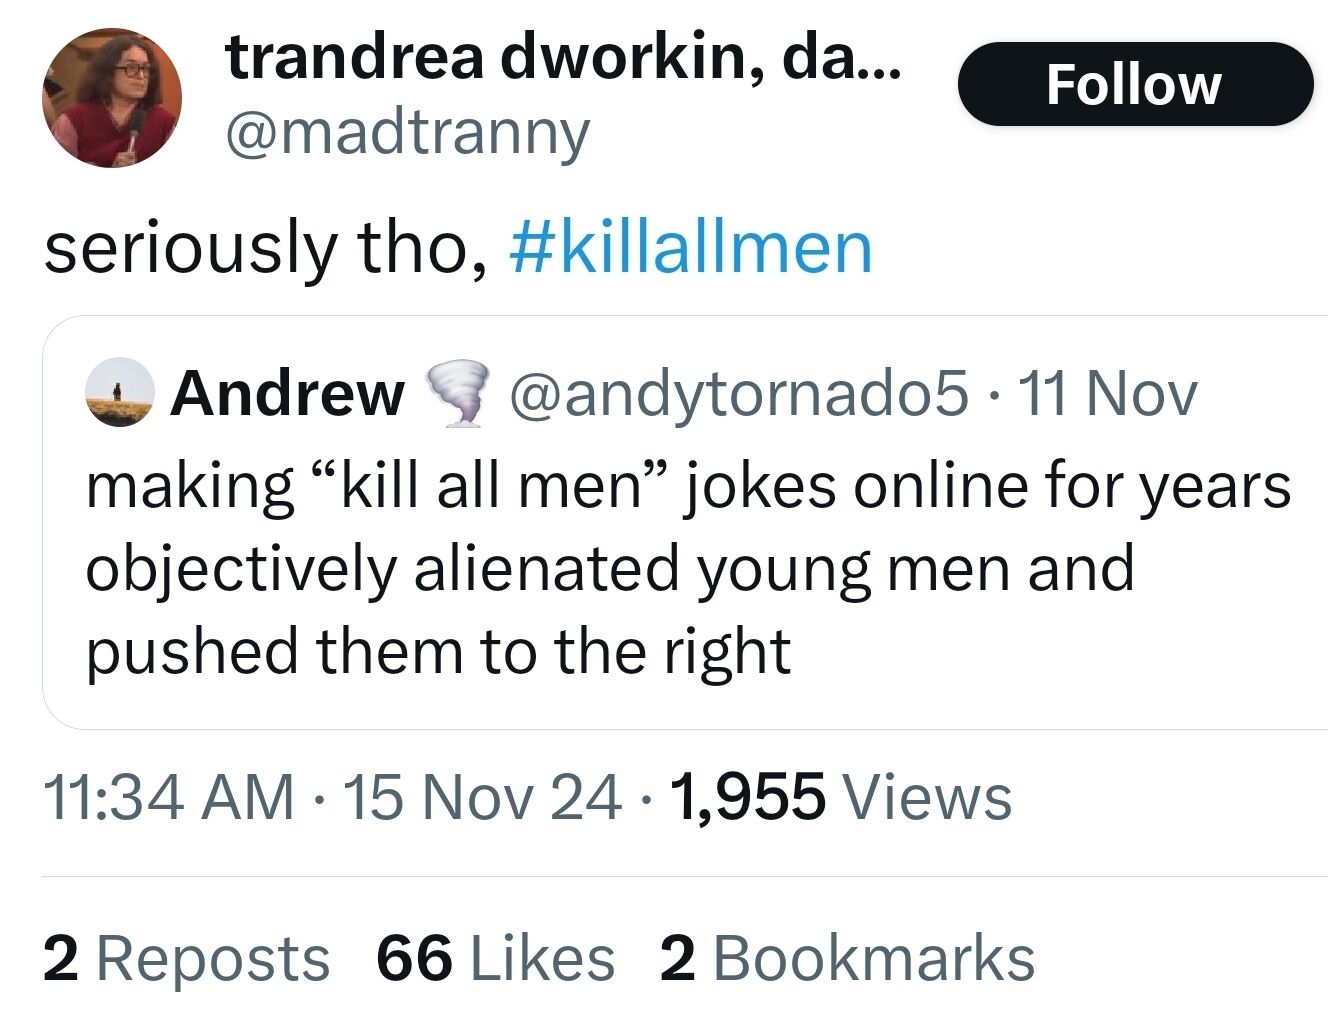 trandrea dworkin, da...
Follow
@madtranny
seriously tho, #killallmen
Andrew 🌪️ @andytornado5 · 11 Nov
making “kill all men” jokes online for years
objectively alienated young men and
pushed them to the right
11:34 AM · 15 Nov 24 · 1,955 Views
2 Reposts 66 Likes 2 Bookmarks